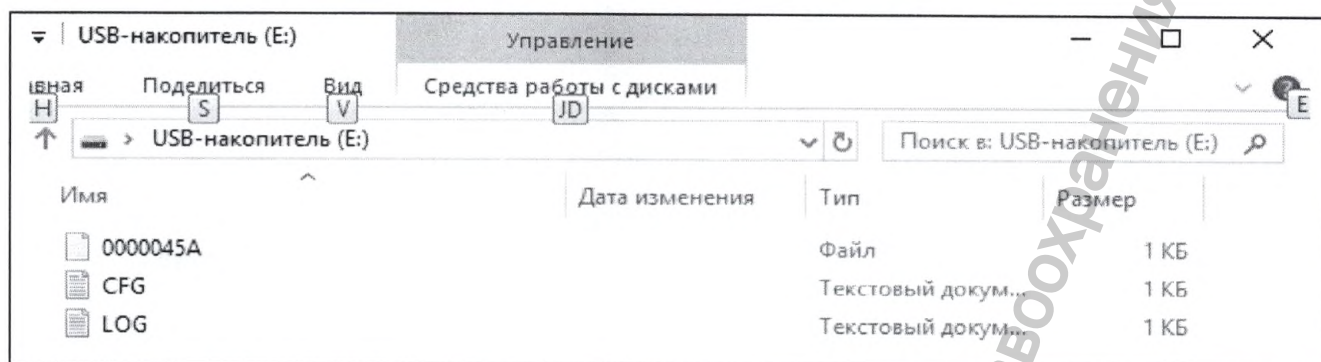 USB-накопитель (E:) Управление
вная Поделиться Вид Средства работы с дисками
H S V JD E
USB-накопитель (E:) Поиск в: USB-накопитель (E:)
Имя Дата изменения Тип Размер
0000045A Файл 1 КБ
CFG Текстовый докум... 1 КБ
LOG Текстовый докум... 1 КБ